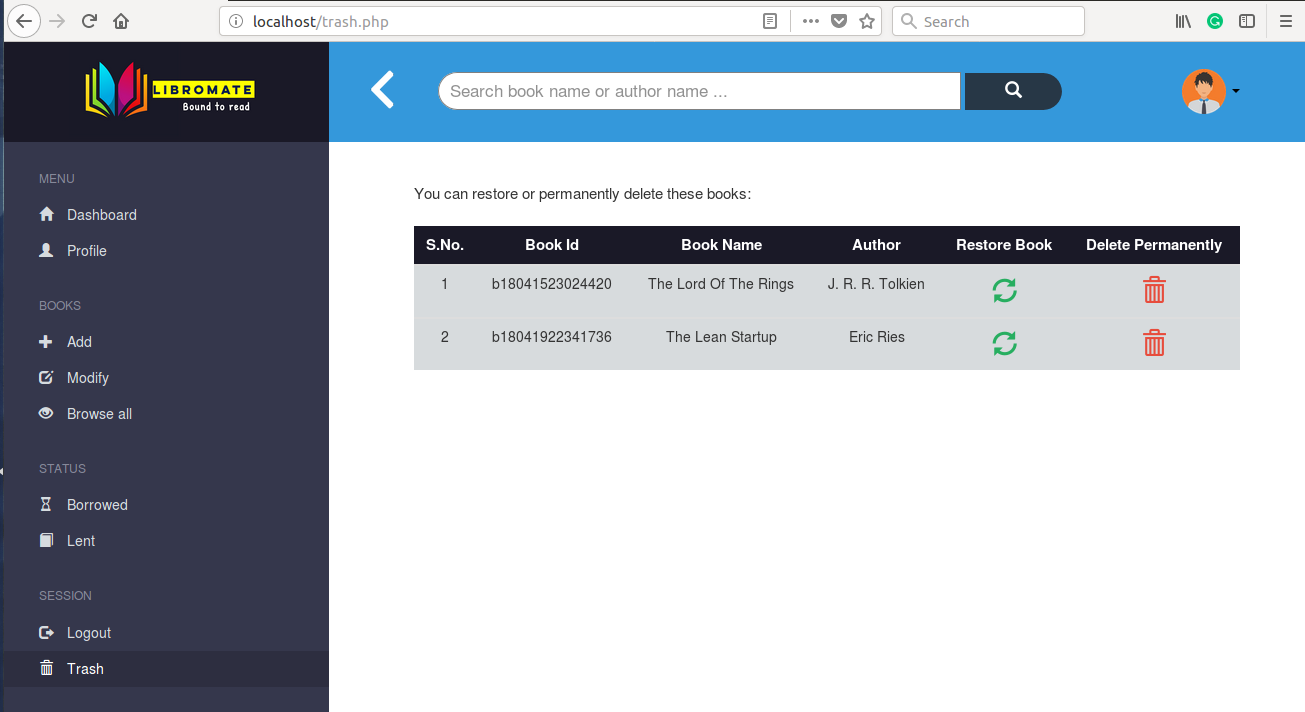 localhost/trash.php
Search
LIBROMATE
Bound to read
Search book name or author name ...
MENU
Dashboard
Profile
BOOKS
Add
Modify
Browse all
STATUS
Borrowed
Lent
SESSION
Logout
Trash
You can restore or permanently delete these books:
S.No. Book Id Book Name Author Restore Book Delete Permanently
1 b18041523024420 The Lord Of The Rings J. R. R. Tolkien
2 b18041922341736 The Lean Startup Eric Ries